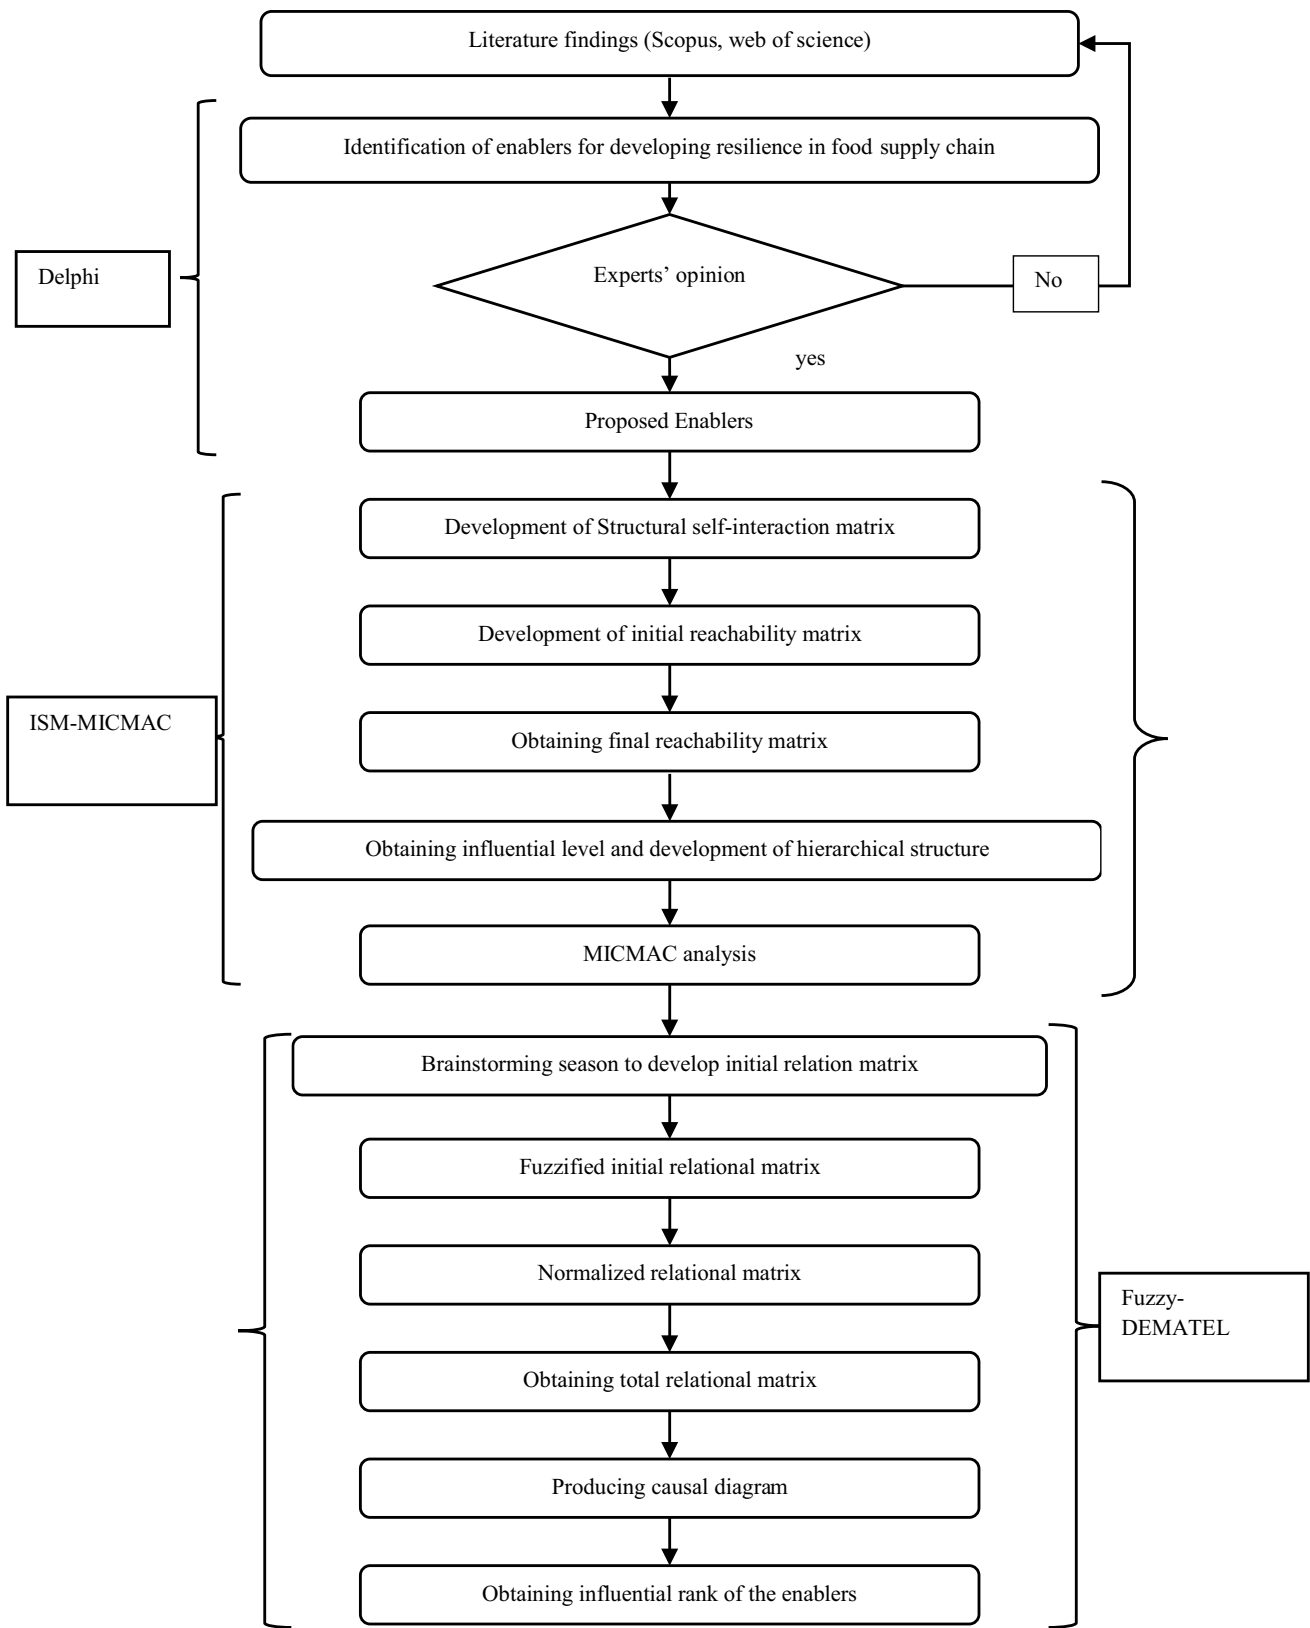 Literature findings (Scopus, web of science)
Identification of enablers for developing resilience in food supply chain
Delphi
Experts’ opinion
No
yes
Proposed Enablers
Development of Structural self-interaction matrix
Development of initial reachability matrix
ISM-MICMAC
Obtaining final reachability matrix
Obtaining influential level and development of hierarchical structure
MICMAC analysis
Brainstorming season to develop initial relation matrix
Fuzzified initial relational matrix
Normalized relational matrix
Fuzzy-
DEMATEL
Obtaining total relational matrix
Producing causal diagram
Obtaining influential rank of the enablers